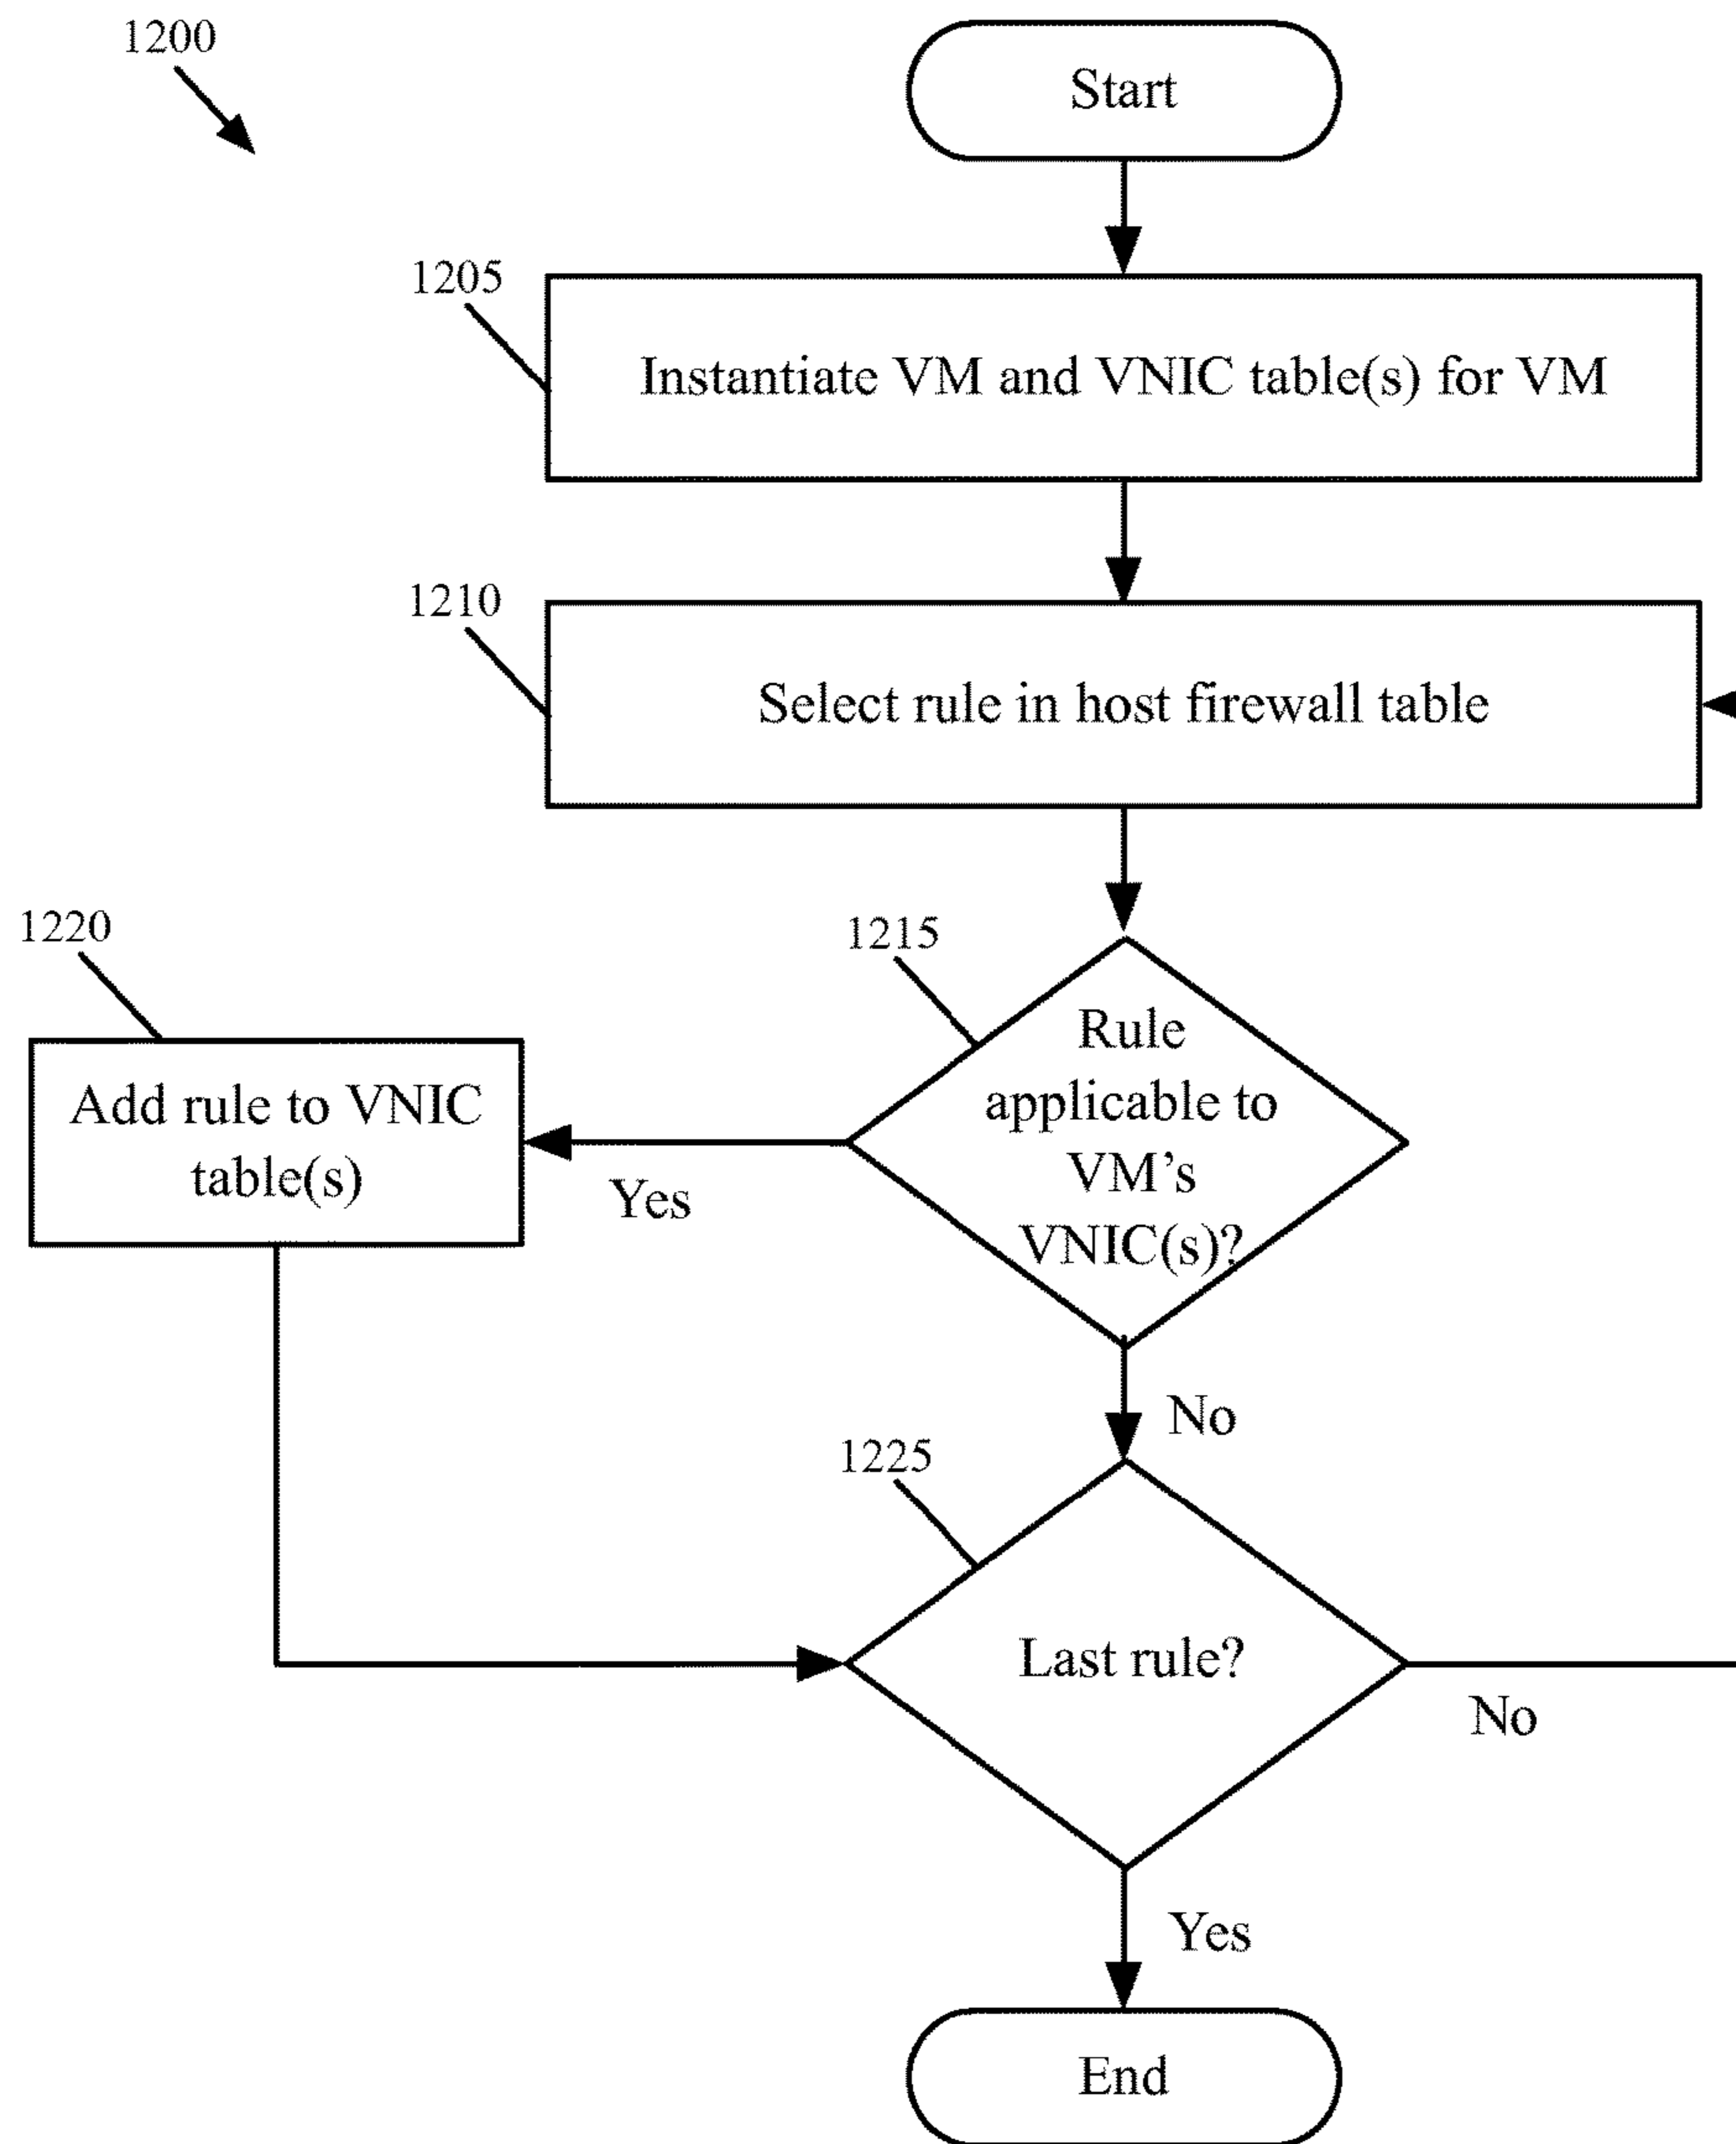 1200
Start
1205
Instantiate VM and VNIC table(s) for VM
1210
Select rule in host firewall table
1220
1215
Add rule to VNIC
table(s)
Yes
Rule
applicable to
VM’s
VNIC(s)?
No
1225
Last rule?
No
Yes
End